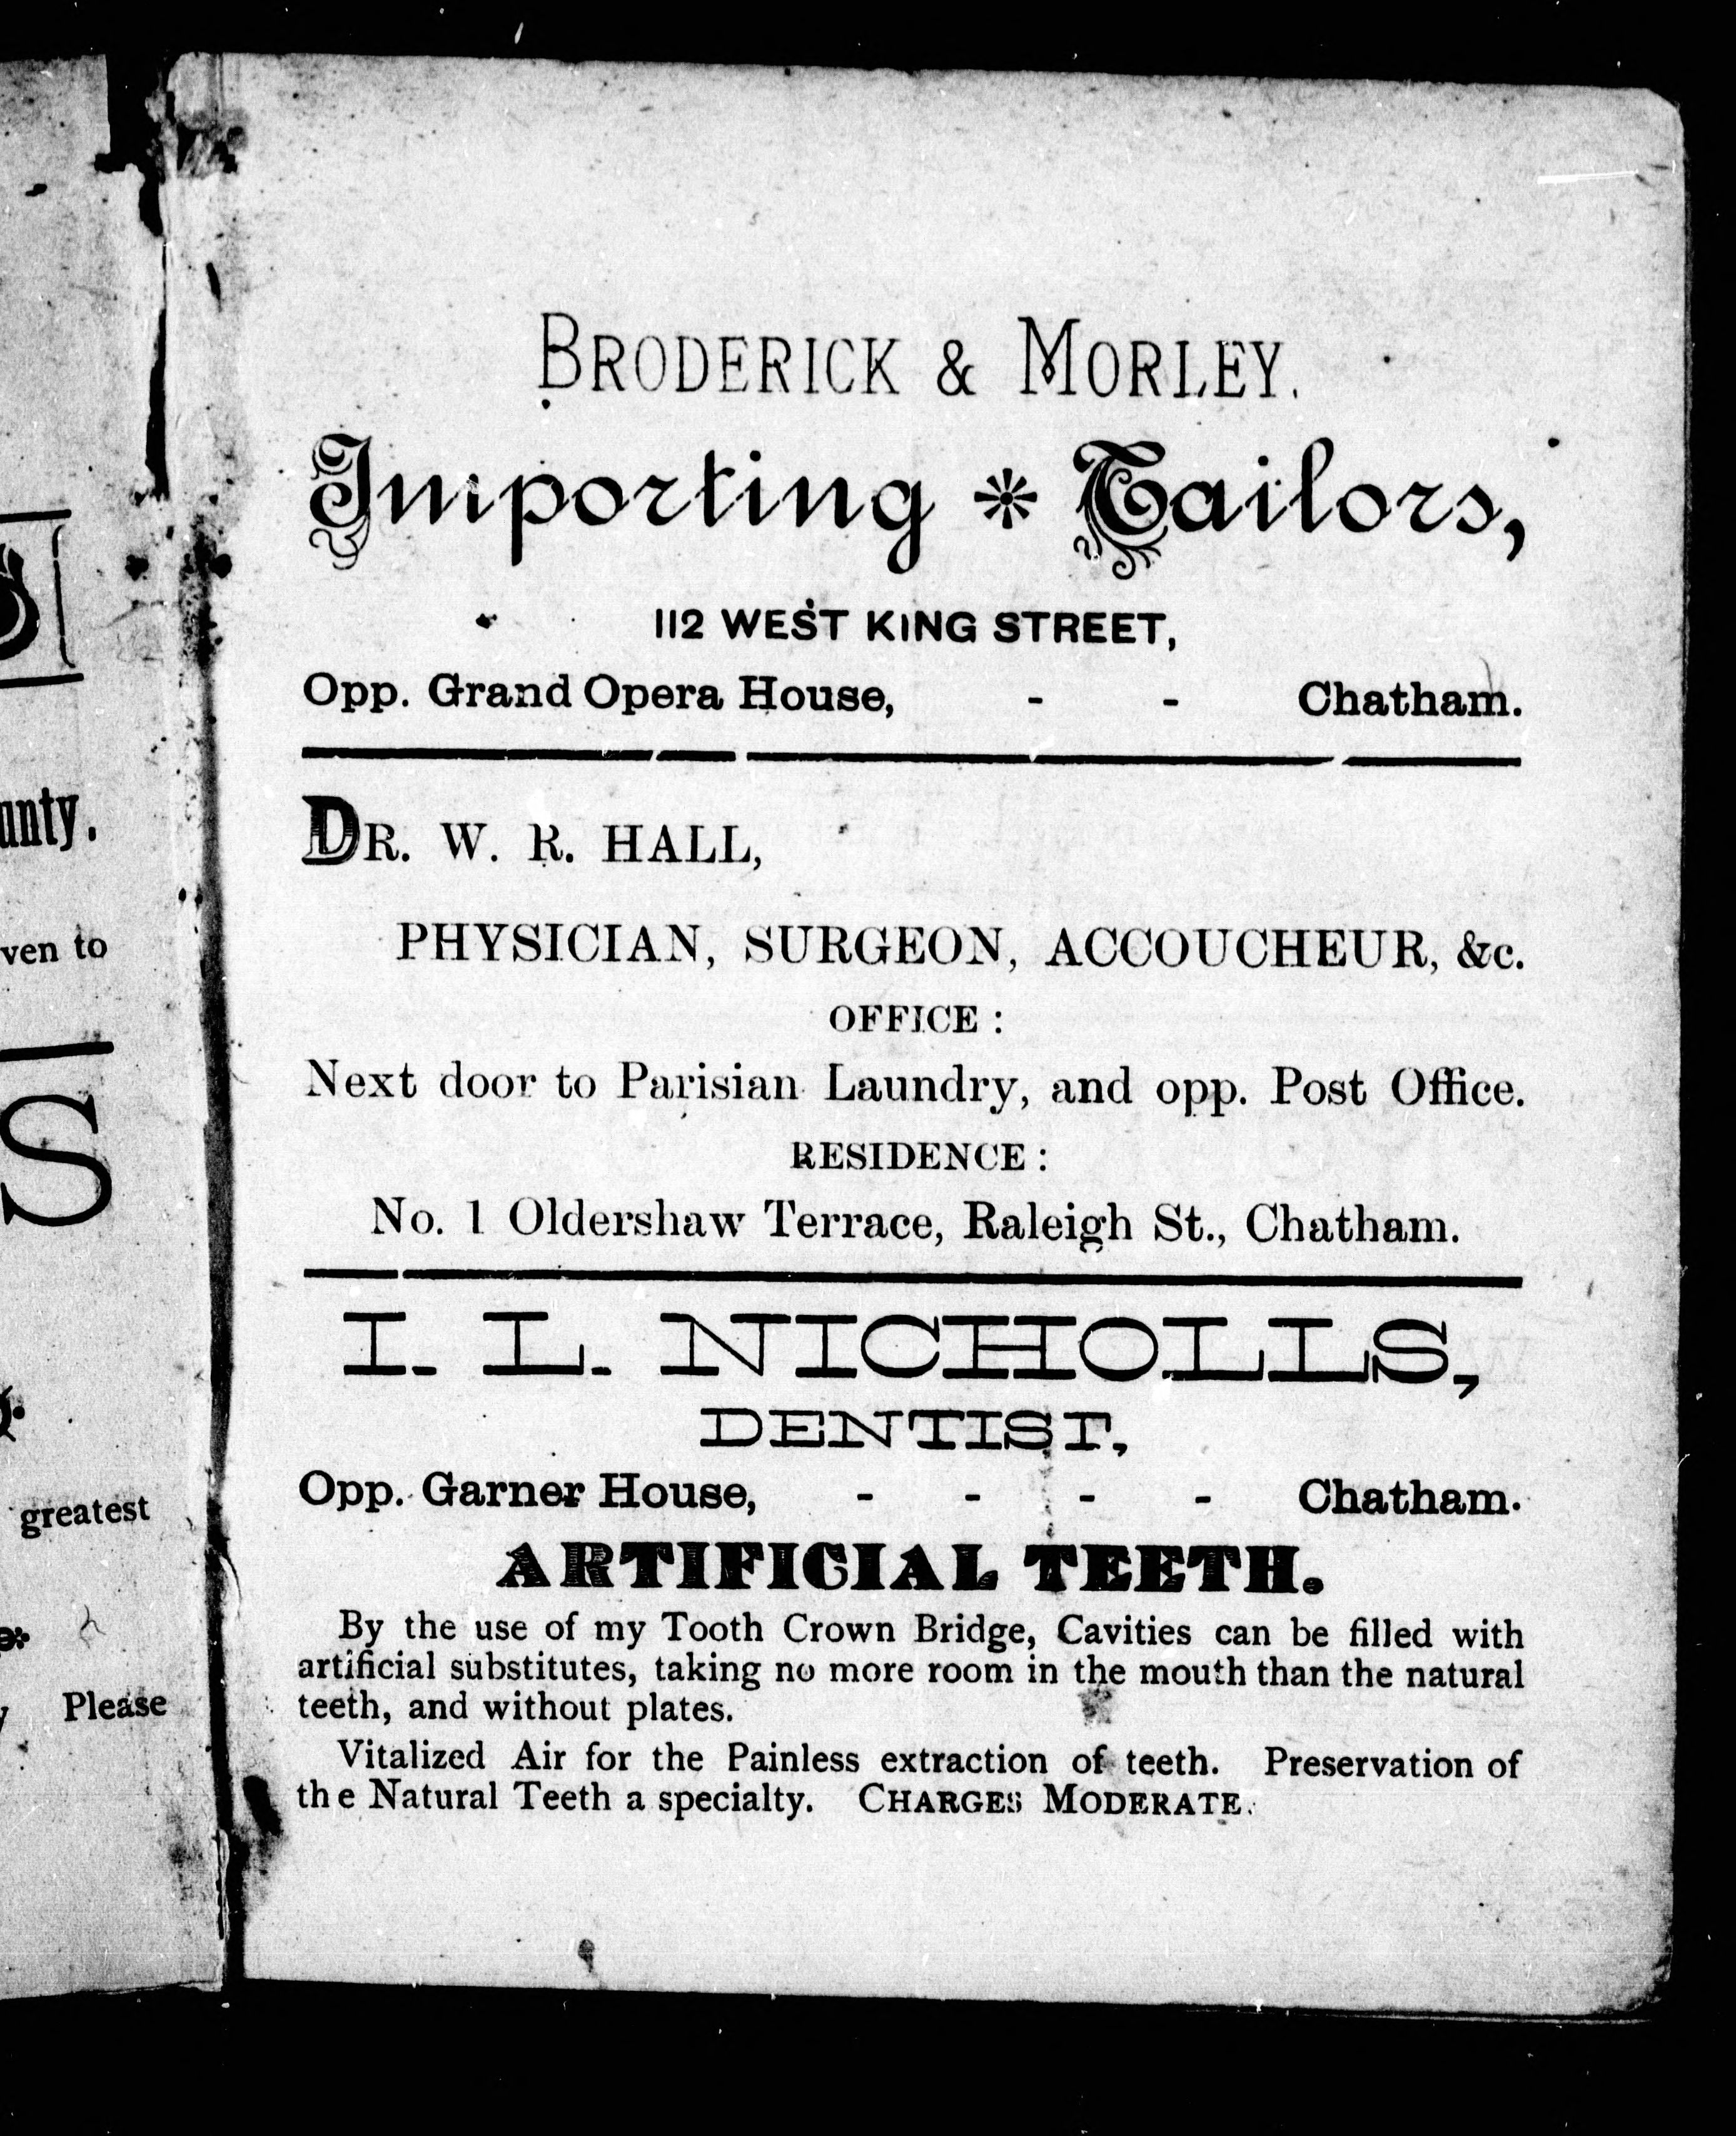 BRODERICK & MORLEY.
Importing * Tailors,
112 WEST KING STREET,
Opp. Grand Opera House, - - Chatham.
DR. W. R. HALL,
PHYSICIAN, SURGEON, ACCOUCHEUR, &c.
OFFICE :
Next door to Parisian Laundry, and opp. Post Office.
RESIDENCE :
No. 1 Oldershaw Terrace, Raleigh St., Chatham.
I. L. NICHOLLS,
DENTIST,
Opp. Garner House, - - - - Chatham.
ARTIFICIAL TEETH.
By the use of my Tooth Crown Bridge, Cavities can be filled with
artificial substitutes, taking no more room in the mouth than the natural
teeth, and without plates.
Vitalized Air for the Painless extraction of teeth. Preservation of
the Natural Teeth a specialty. CHARGES MODERATE.
to
S
greatest
Please